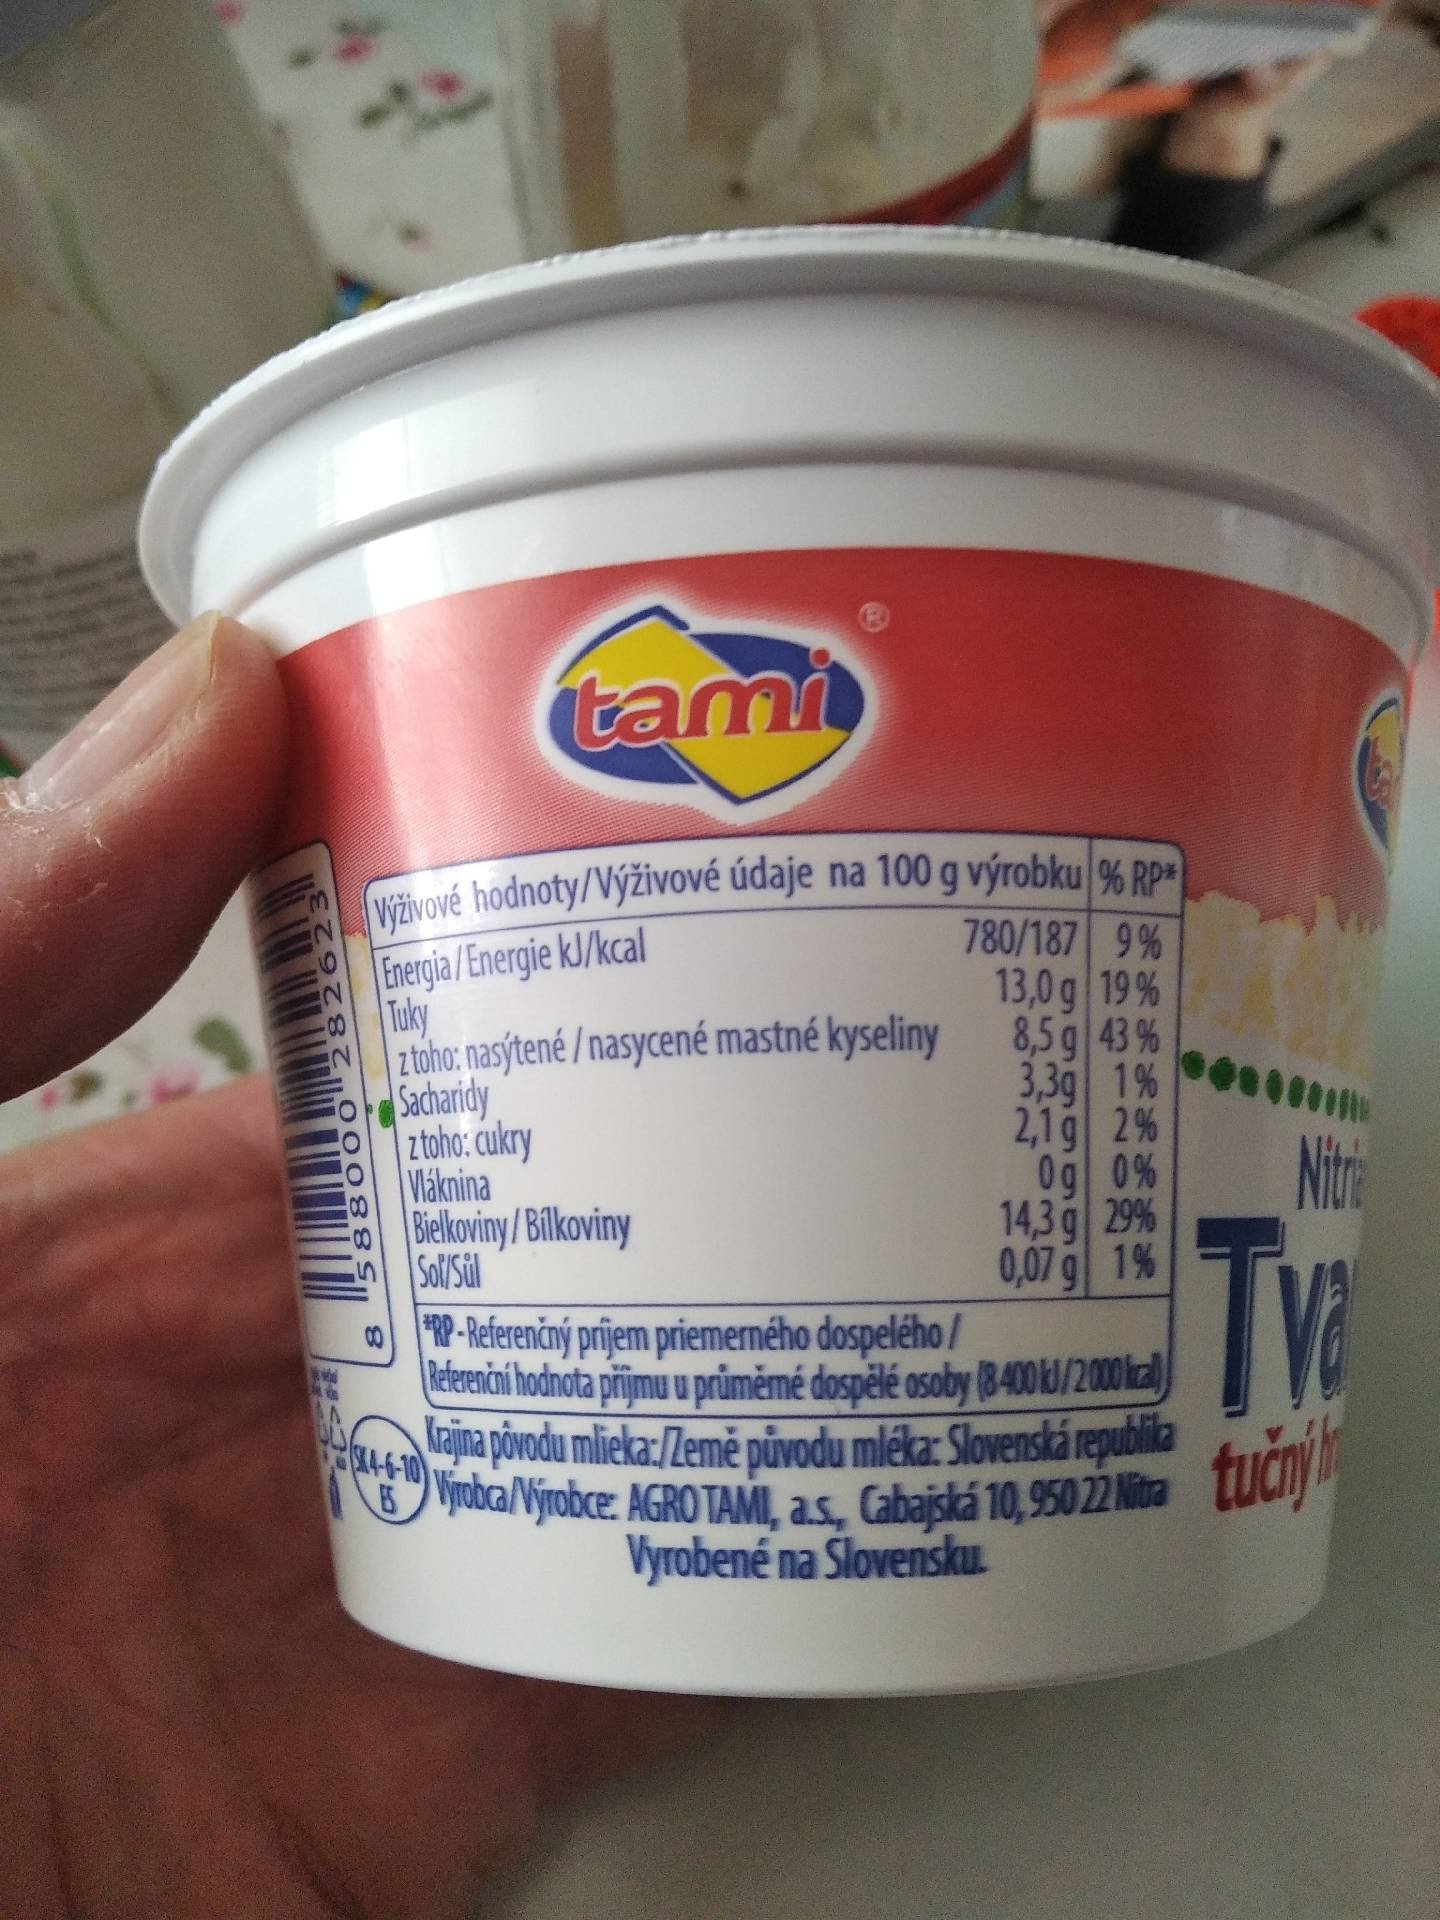 tami ®
Výživové hodnoty/Výživové údaje na 100 g výrobku % RP*
Energia/Energie kJ/kcal 780/187 9 %
Tuky 13,0 g 19 %
z toho: nasýtené / nasycené mastné kyseliny 8,5 g 43 %
Sacharidy 3,3g 1 %
z toho: cukry 2,1 g 2 %
Vláknina 0 g 0 %
Bielkoviny / Bílkoviny 14,3 g 29%
Soľ/Sůl 0,07 g 1 %
*RP - Referenčný príjem priemerného dospelého /
Referenční hodnota příjmu u průměrné dospělé osoby (8 400 kJ/2 000 kcal)
Krajina pôvodu mlieka:/Země původu mléka: Slovenská republika
Výrobca/Výrobce: AGRO TAMI, a.s., Cabajská 10, 950 22 Nitra
Vyrobené na Slovensku.
SK 4-6-10
ES
8 588000 282623
ta
Nitria
Tva
tučný h